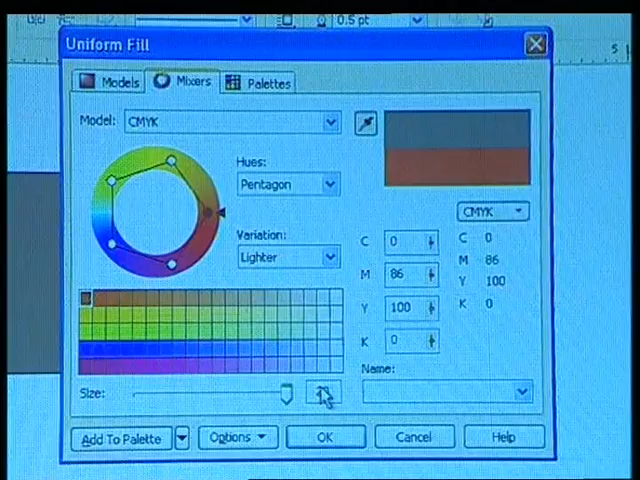 0.5 pt
Uniform Fill
5
Models
Mixers
Palettes
Model:
CMYK
Hues:
Pentagon
Variation:
Lighter
CMYK
C 0
M 86
Y 100
K 0
C 0
M 86
Y 100
K 0
Size:
Name:
Add To Palette
Options
OK
Cancel
Help